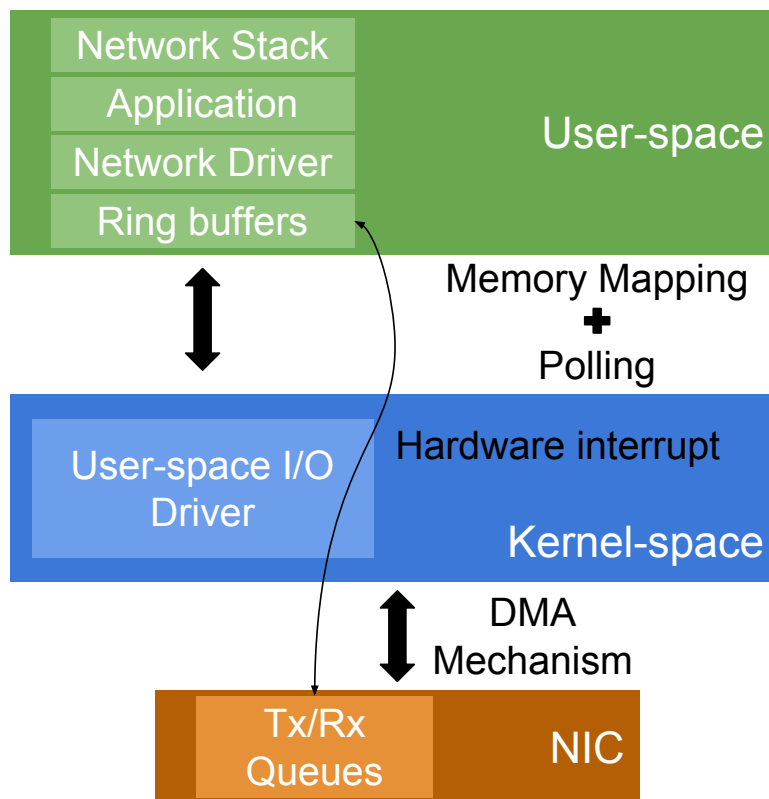 Network Stack
Application
Network Driver
Ring buffers
User-space
Memory Mapping
+
Polling
User-space I/O
Driver
Hardware interrupt
Kernel-space
DMA
Mechanism
Tx/Rx
Queues
NIC